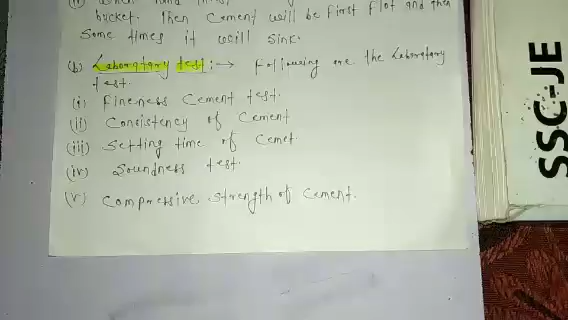 bucket. Then Cement will be first flot and then
Some times it will Sink.
(b) Laboratary test :→ Following are the Laboratary
test.
(i) Fineness Cement test.
(ii) Consistency of Cement
(iii) Setting time of Cemet.
(iv) Soundness test.
(v) Compressive strength of Cement.
SSC-JE